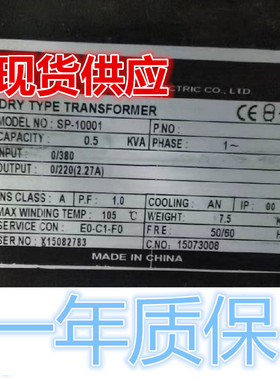 现货供应
ECTRIC CO., LTD.
DRY TYPE TRANSFORMER
CE
MODEL NO: SP-10001 P.NO:
CAPACITY: 0.5 KVA PHASE: 1~
INPUT 0/380
OUTPUT 0/220(2.27A)
INS CLASS: A P.F: 1.0 COOLING: AN IP: 00
MAX WINDING TEMP: 105 ℃ WEIGHT: 7.5 K
SERVICE CON: E0-C1-F0 F.R.E: 50/60 H
S.NO: X15082783 C.NO: 15073008
MADE IN CHINA
一年质保